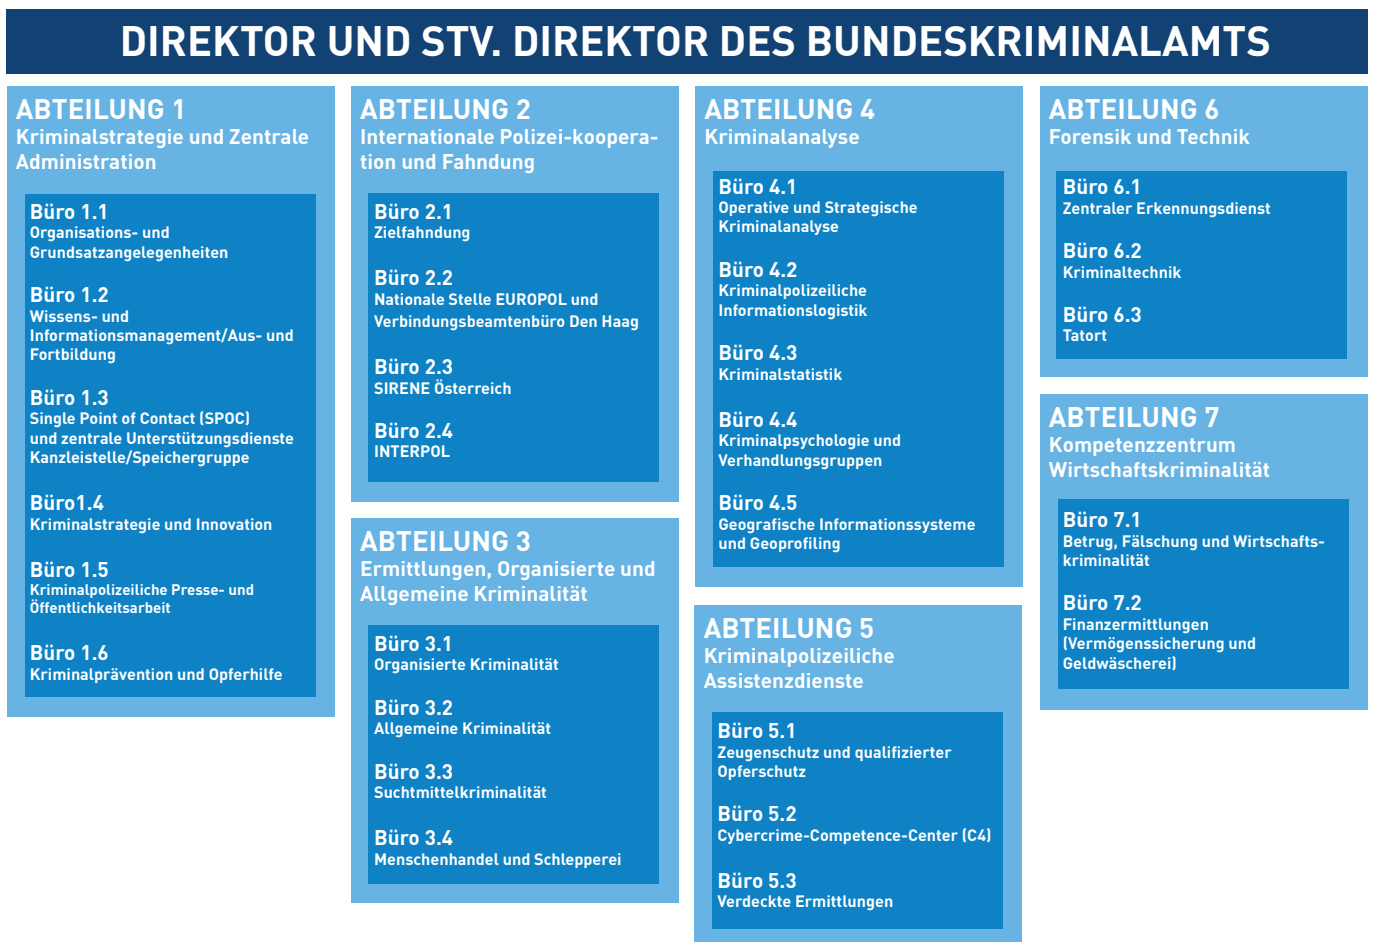 DIREKTOR UND STV. DIREKTOR DES BUNDESKRIMINALAMTS
ABTEILUNG 1
Kriminalstrategie und Zentrale
Administration
Büro 1.1
Organisations- und
Grundsatzangelegenheiten
Büro 1.2
Wissens- und
Informationsmanagement/Aus- und
Fortbildung
Büro 1.3
Single Point of Contact (SPOC)
und zentrale Unterstützungsdienste
Kanzleistelle/Speichergruppe
Büro1.4
Kriminalstrategie und Innovation
Büro 1.5
Kriminalpolizeiliche Presse- und
Öffentlichkeitsarbeit
Büro 1.6
Kriminalprävention und Opferhilfe
ABTEILUNG 2
Internationale Polizei-koopera-
tion und Fahndung
Büro 2.1
Zielfahndung
Büro 2.2
Nationale Stelle EUROPOL und
Verbindungsbeamtenbüro Den Haag
Büro 2.3
SIRENE Österreich
Büro 2.4
INTERPOL
ABTEILUNG 3
Ermittlungen, Organisierte und
Allgemeine Kriminalität
Büro 3.1
Organisierte Kriminalität
Büro 3.2
Allgemeine Kriminalität
Büro 3.3
Suchtmittelkriminalität
Büro 3.4
Menschenhandel und Schlepperei
ABTEILUNG 4
Kriminalanalyse
Büro 4.1
Operative und Strategische
Kriminalanalyse
Büro 4.2
Kriminalpolizeiliche
Informationslogistik
Büro 4.3
Kriminalstatistik
Büro 4.4
Kriminalpsychologie und
Verhandlungsgruppen
Büro 4.5
Geografische Informationssysteme
und Geoprofiling
ABTEILUNG 5
Kriminalpolizeiliche
Assistenzdienste
Büro 5.1
Zeugenschutz und qualifizierter
Opferschutz
Büro 5.2
Cybercrime-Competence-Center (C4)
Büro 5.3
Verdeckte Ermittlungen
ABTEILUNG 6
Forensik und Technik
Büro 6.1
Zentraler Erkennungsdienst
Büro 6.2
Kriminaltechnik
Büro 6.3
Tatort
ABTEILUNG 7
Kompetenzzentrum
Wirtschaftskriminalität
Büro 7.1
Betrug, Fälschung und Wirtschafts-
kriminalität
Büro 7.2
Finanzermittlungen
(Vermögenssicherung und
Geldwäscherei)